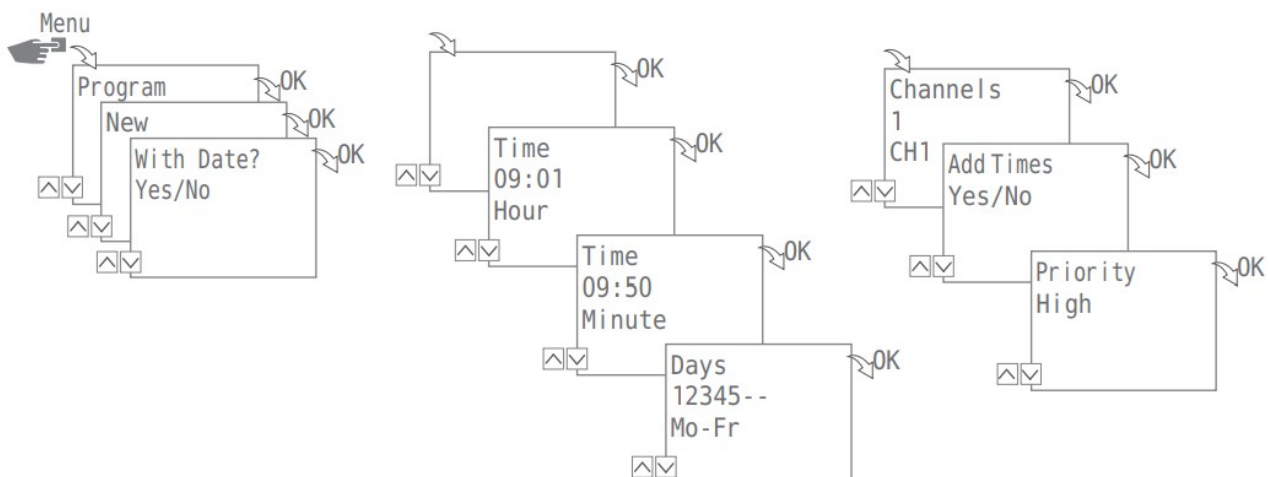 Menu
Program
OK
New
OK
With Date?
Yes/No
OK
OK
Time
09:01
Hour
OK
Time
09:50
Minute
OK
Days
12345--
Mo-Fr
OK
Channels
1
CH1
OK
Add Times
Yes/No
OK
Priority
High
OK